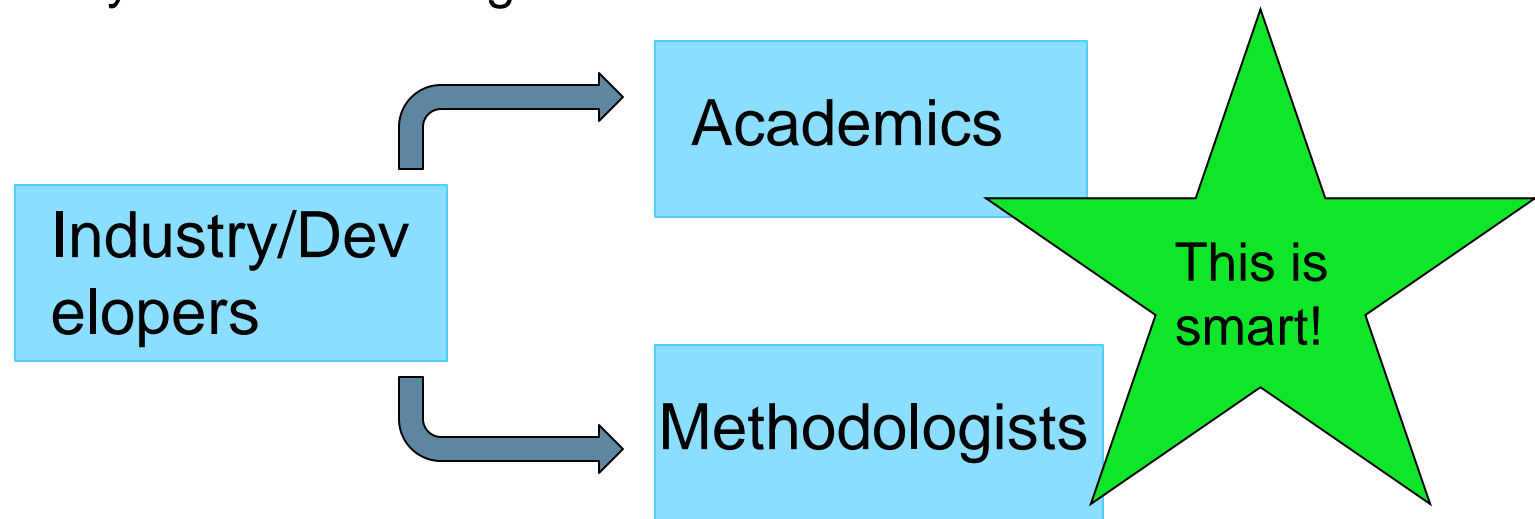 Academics
Industry/Dev
elopers
This is
smart!
Methodologists